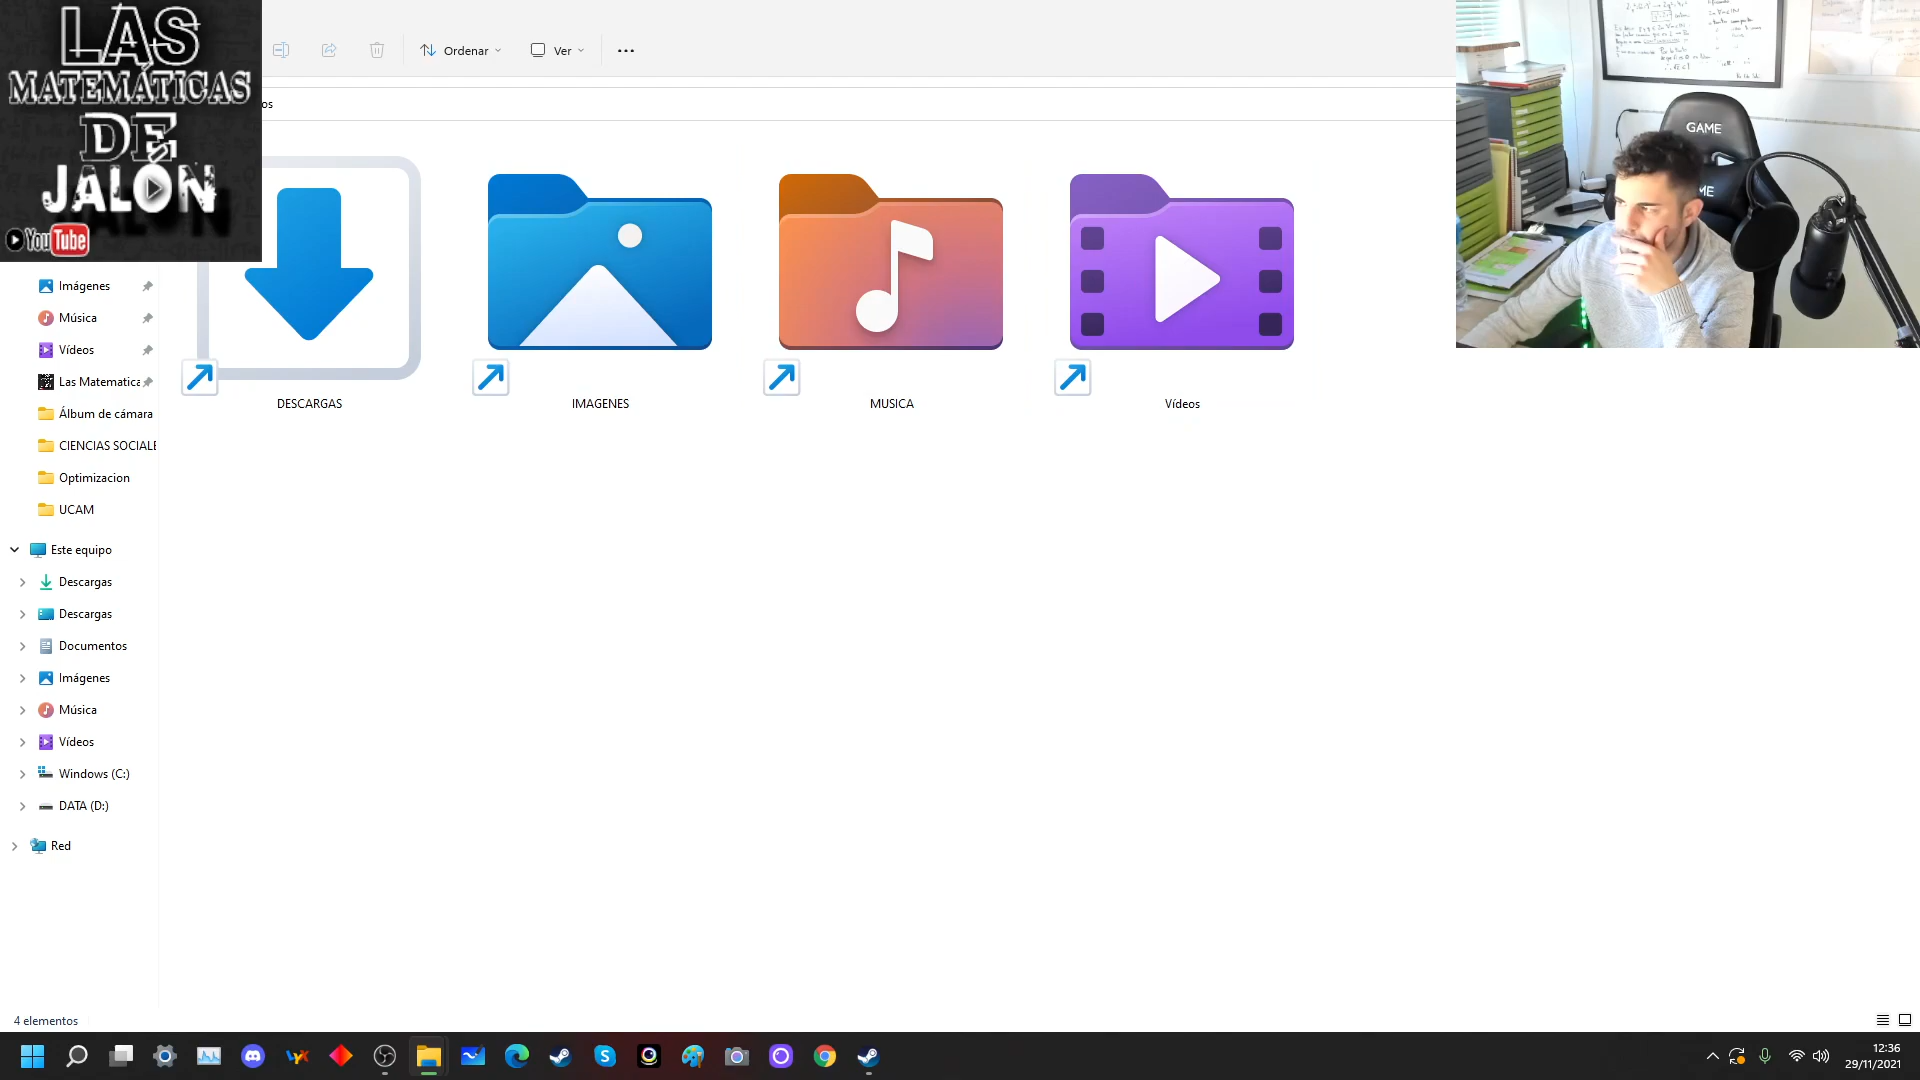 LAS
MATEMÁTICAS
DE
JALÓN
YouTube
Ordenar
Ver
os
Imágenes
Música
Vídeos
Las Matematica
Álbum de cámara
CIENCIAS SOCIALE
Optimizacion
UCAM
Este equipo
Descargas
Descargas
Documentos
Imágenes
Música
Vídeos
Windows (C:)
DATA (D:)
Red
DESCARGAS
IMAGENES
MUSICA
Vídeos
GAME
ME
4 elementos
12:36
29/11/2021